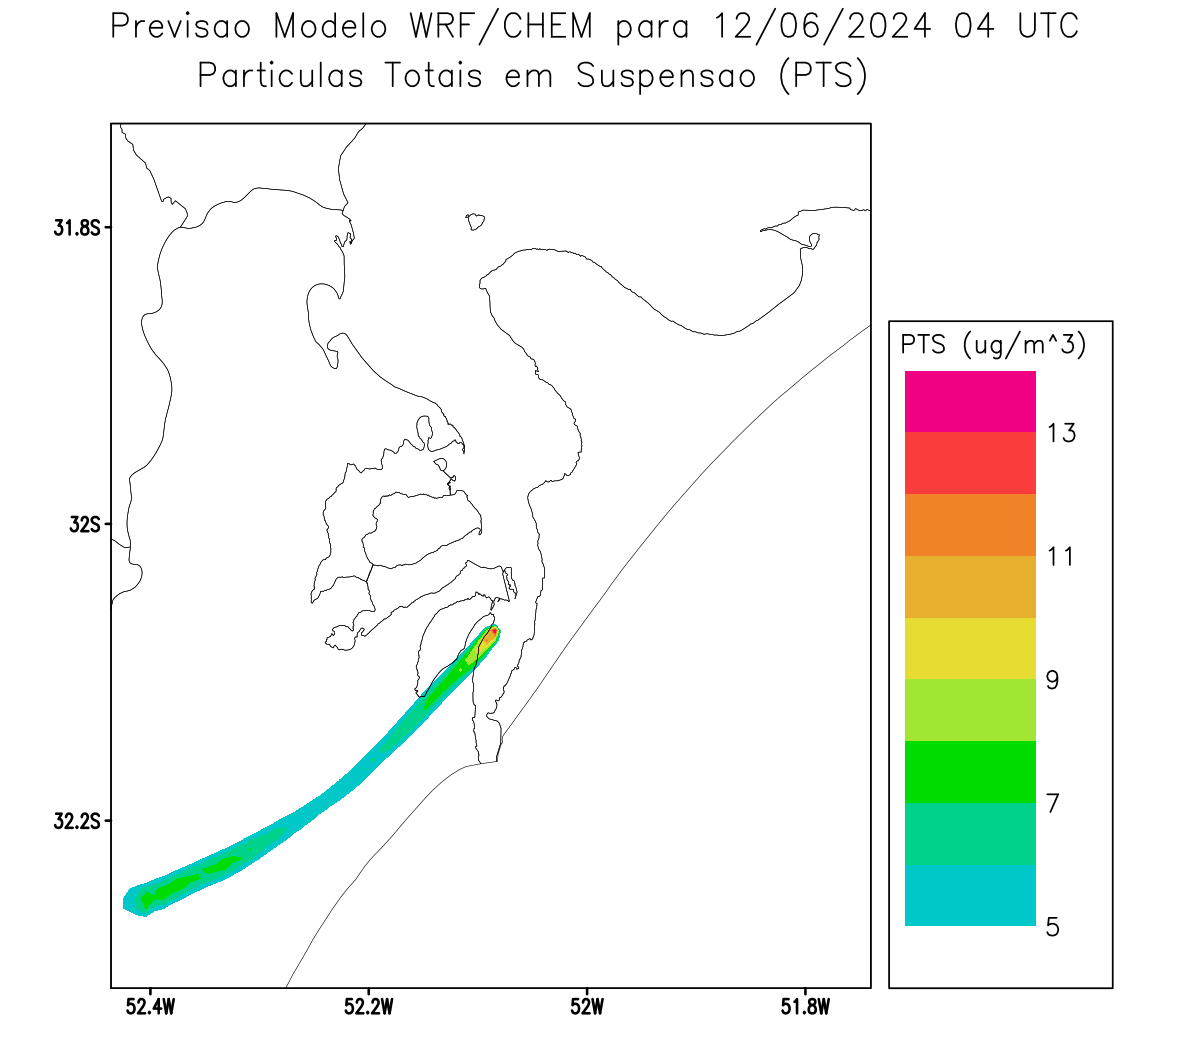 Previsao Modelo WRF/CHEM para 12/06/2024 04 UTC
Particulas Totais em Suspensao (PTS)
31.8S
32S
32.2S
52.4W
52.2W
52W
51.8W
PTS (ug/m^3)
13
11
9
7
5